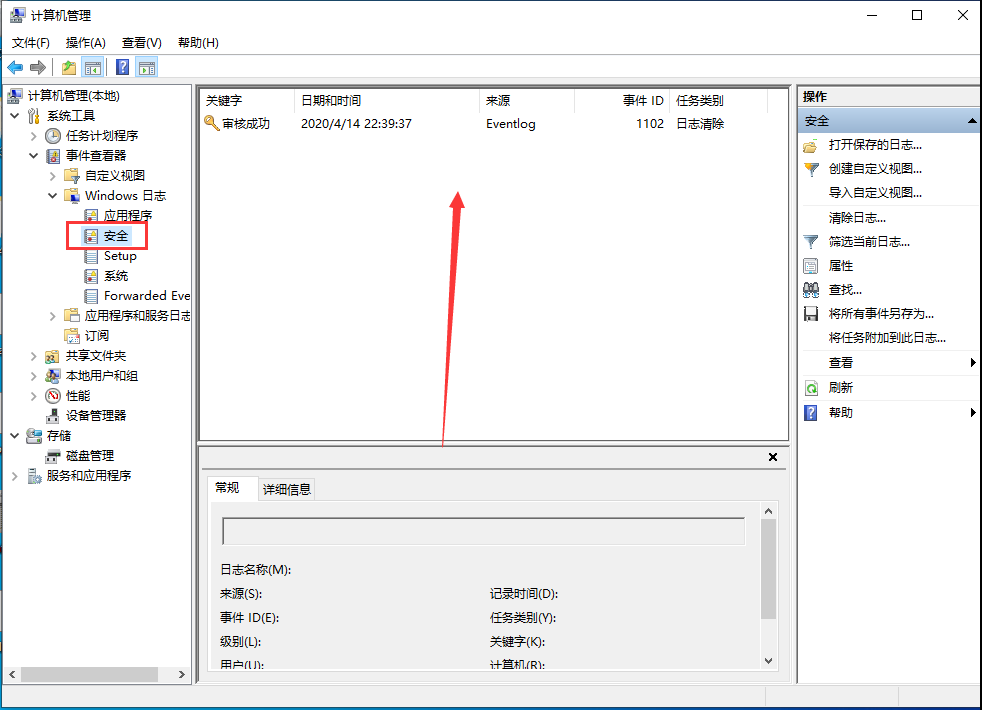 计算机管理
文件(F) 操作(A) 查看(V) 帮助(H)
计算机管理(本地)
系统工具
任务计划程序
事件查看器
自定义视图
Windows 日志
应用程序
安全
Setup
系统
Forwarded Eve
应用程序和服务日志
订阅
共享文件夹
本地用户和组
性能
设备管理器
存储
磁盘管理
服务和应用程序
关键字 日期和时间 来源 事件 ID 任务类别
审核成功 2020/4/14 22:39:37 Eventlog 1102 日志清除
常规 详细信息
日志名称(M):
来源(S): 记录时间(D):
事件 ID(E): 任务类别(Y):
级别(L): 关键字(K):
用户(U): 计算机(R):
操作
安全
打开保存的日志...
创建自定义视图...
导入自定义视图...
清除日志...
筛选当前日志...
属性
查找...
将所有事件另存为...
将任务附加到此日志...
查看
刷新
帮助